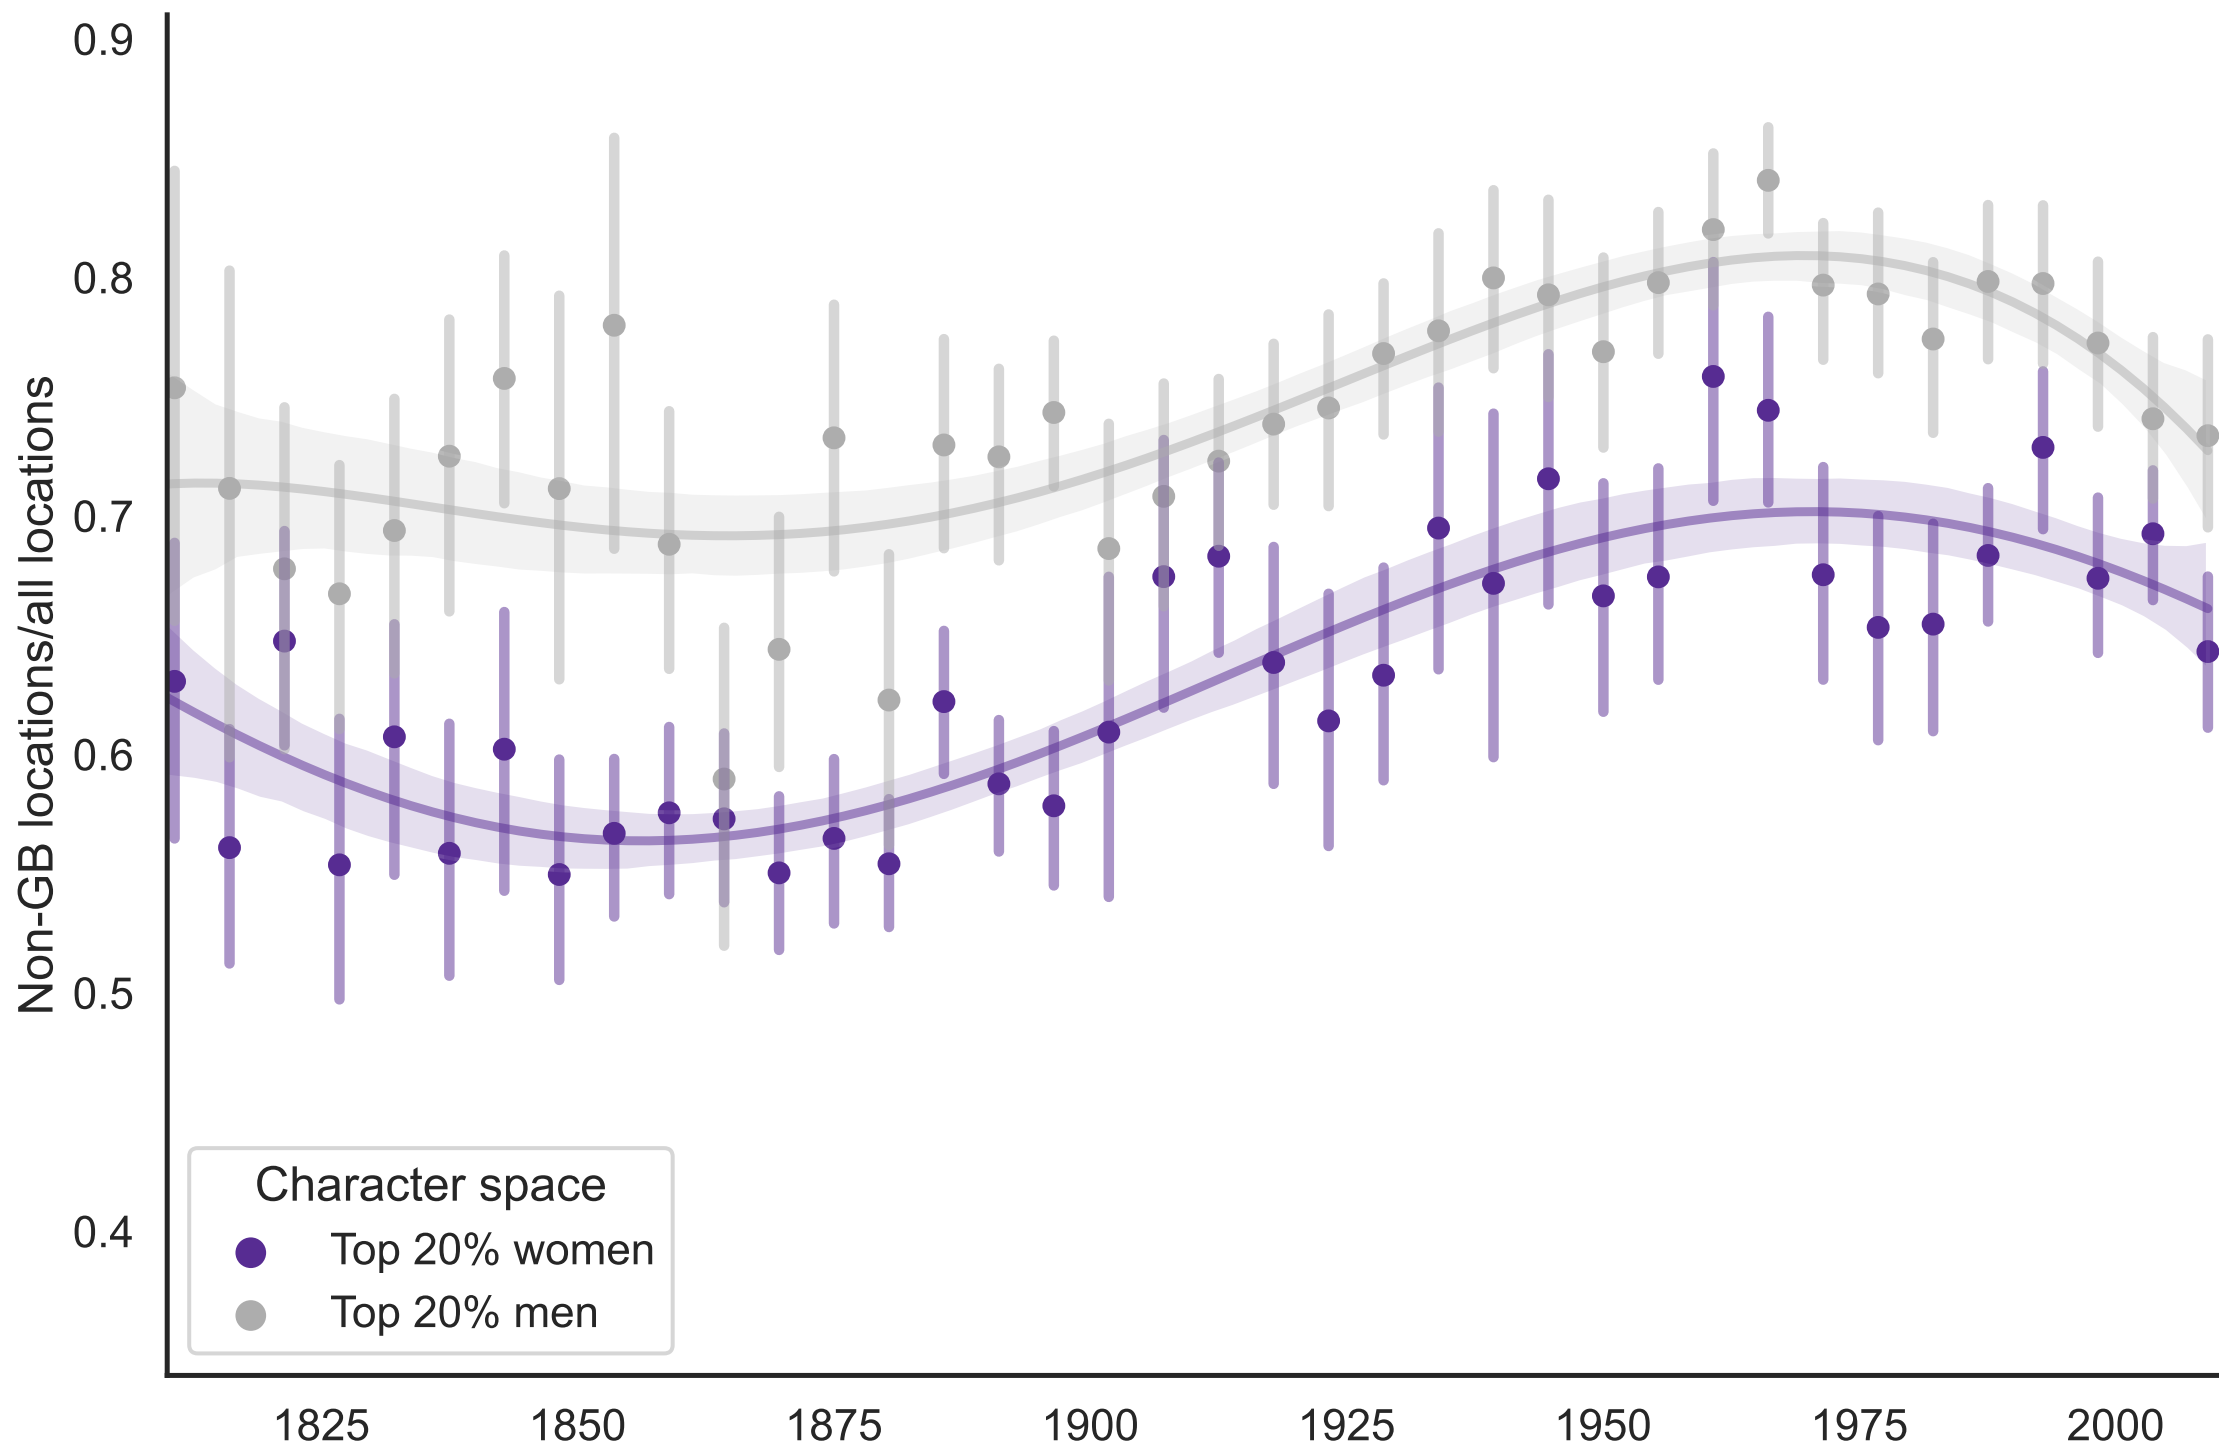 0.9
0.8
0.7
0.6
0.5
0.4
Non-GB locations/all locations
Character space
Top 20% women
Top 20% men
1825 1850 1875 1900 1925 1950 1975 2000